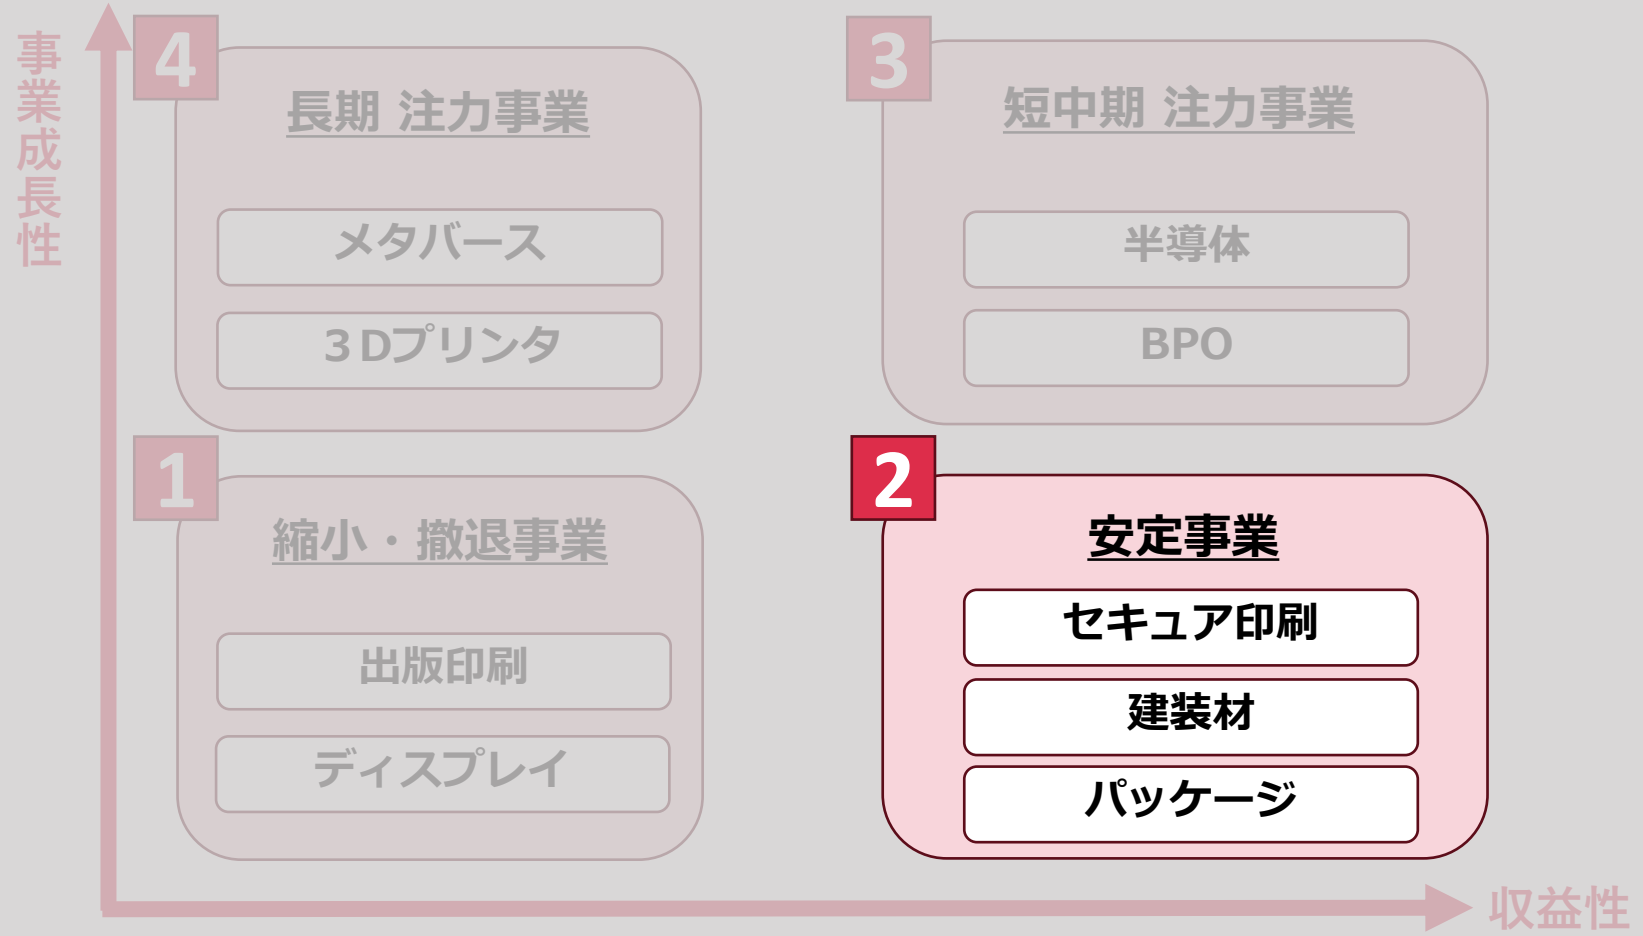 事業成長性
4
長期 注力事業
メタバース
３Dプリンタ
3
短中期 注力事業
半導体
BPO
1
縮小・撤退事業
出版印刷
ディスプレイ
2
安定事業
セキュア印刷
建装材
パッケージ
収益性